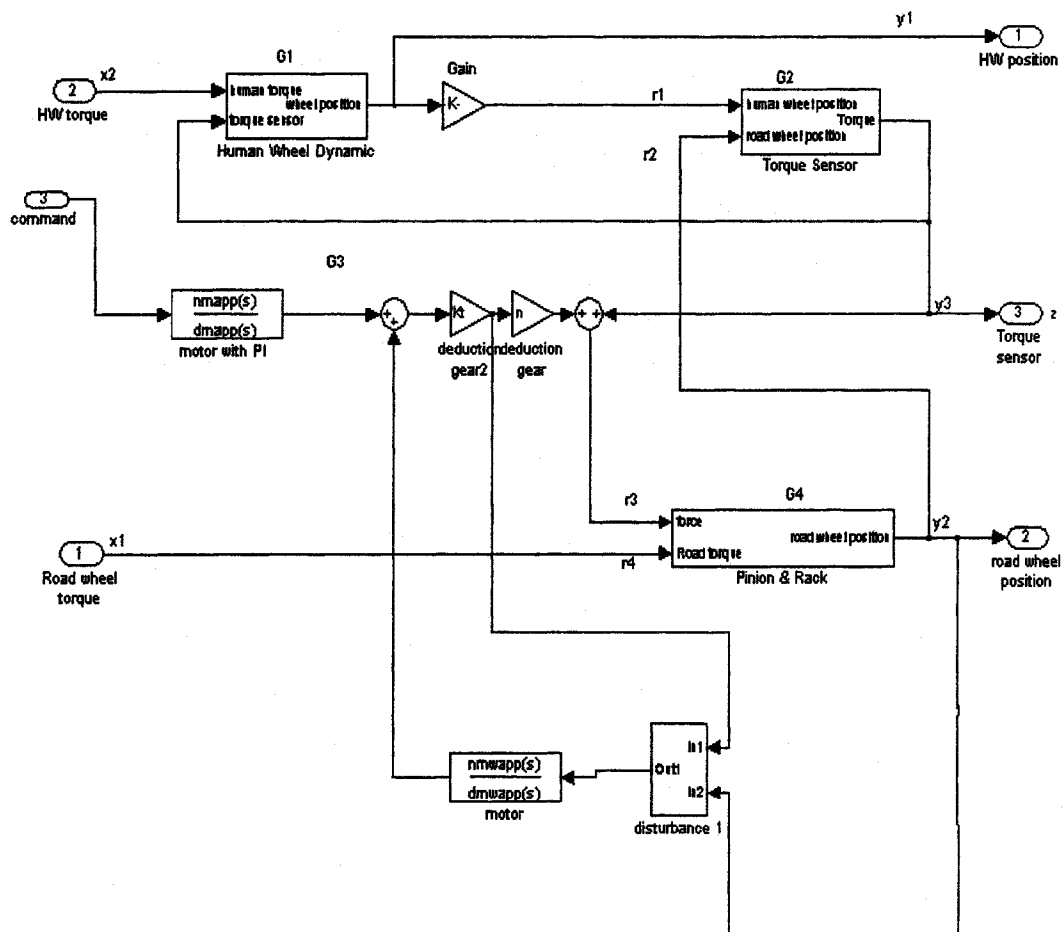 y1
1
HW position
G1
x2
2
HW torque
human torque
wheel position
torque sensor
Human Wheel Dynamic
Gain
K-
r1
G2
human wheel position
Torque
road wheel position
Torque Sensor
r2
3
command
G3
nmapp(s)
dmapp(s)
motor with PI
+
+
Kt
n
+ +
deduction
gear2
deduction
gear
y3
3
z
Torque
sensor
r3
G4
force
road wheel position
Road torque
Pinion & Rack
y2
2
road wheel
position
x1
1
Road wheel
torque
r4
nmwapp(s)
dmwapp(s)
motor
In1
Out1
In2
disturbance 1